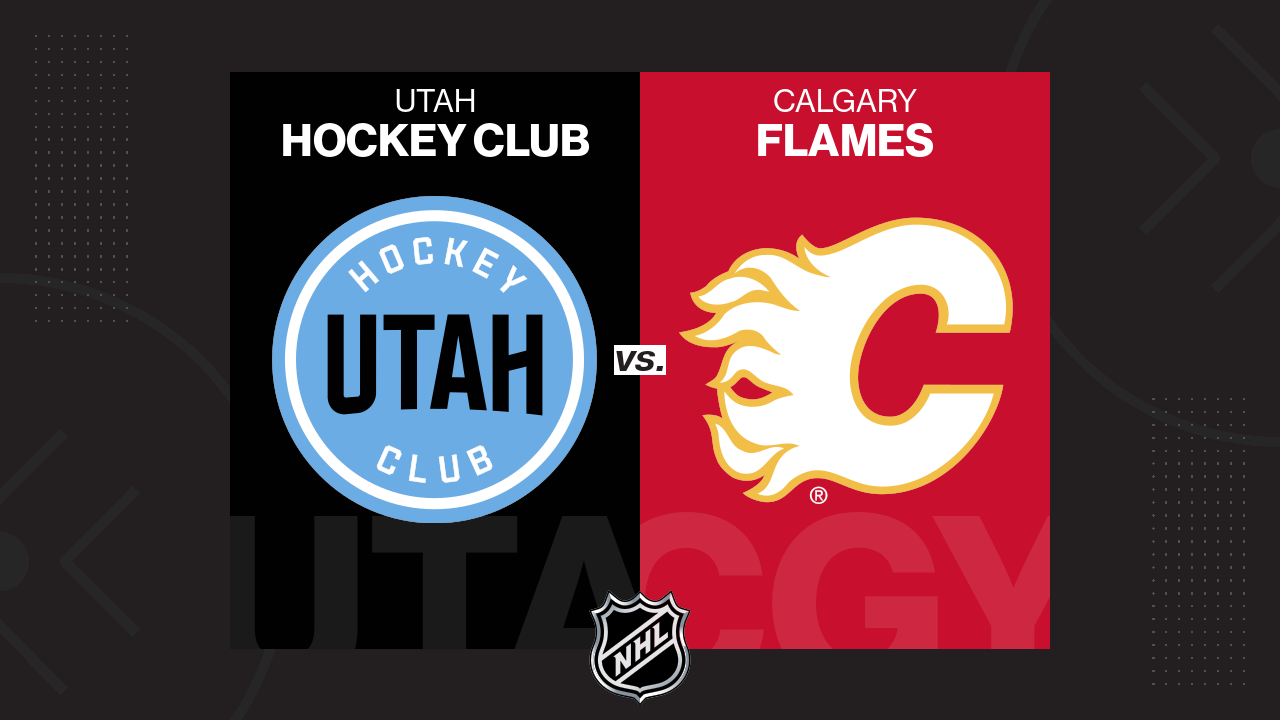 UTAH
HOCKEY CLUB
HOCKEY
UTAH
CLUB
UTA
CALGARY
FLAMES
C
®
CGY
vs.
NHL